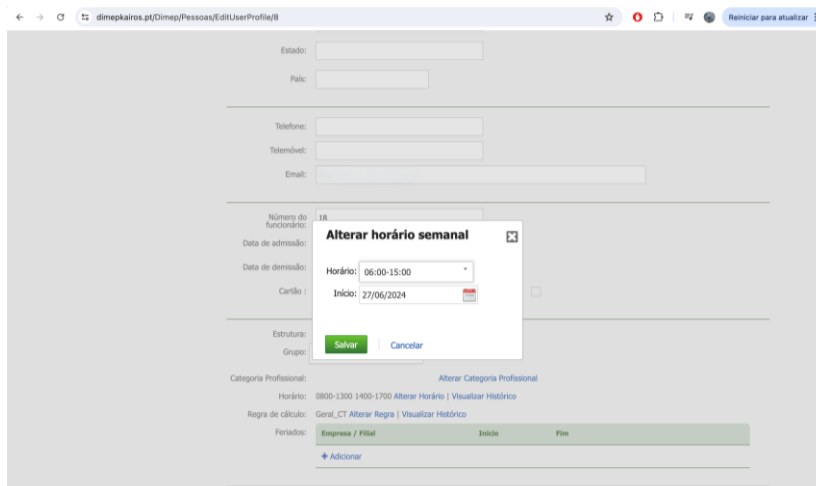 dimepkairos.pt/Dimep/Pessoas/EditUserProfile/8
Reiniciar para atualizar
Estado:
País:
Telefone:
Telemóvel:
Email:
Número do funcionário: 18
Data de admissão:
Data de demissão:
Cartão :
Alterar horário semanal
Horário: 06:00-15:00
Início: 27/06/2024
Salvar | Cancelar
Estrutura:
Grupo:
Categoria Profissional: Alterar Categoria Profissional
Horário: 0800-1300 1400-1700 Alterar Horário | Visualizar Histórico
Regra de cálculo: Geral_CT Alterar Regra | Visualizar Histórico
Feriados: Empresa / Filial Início Fim
+ Adicionar